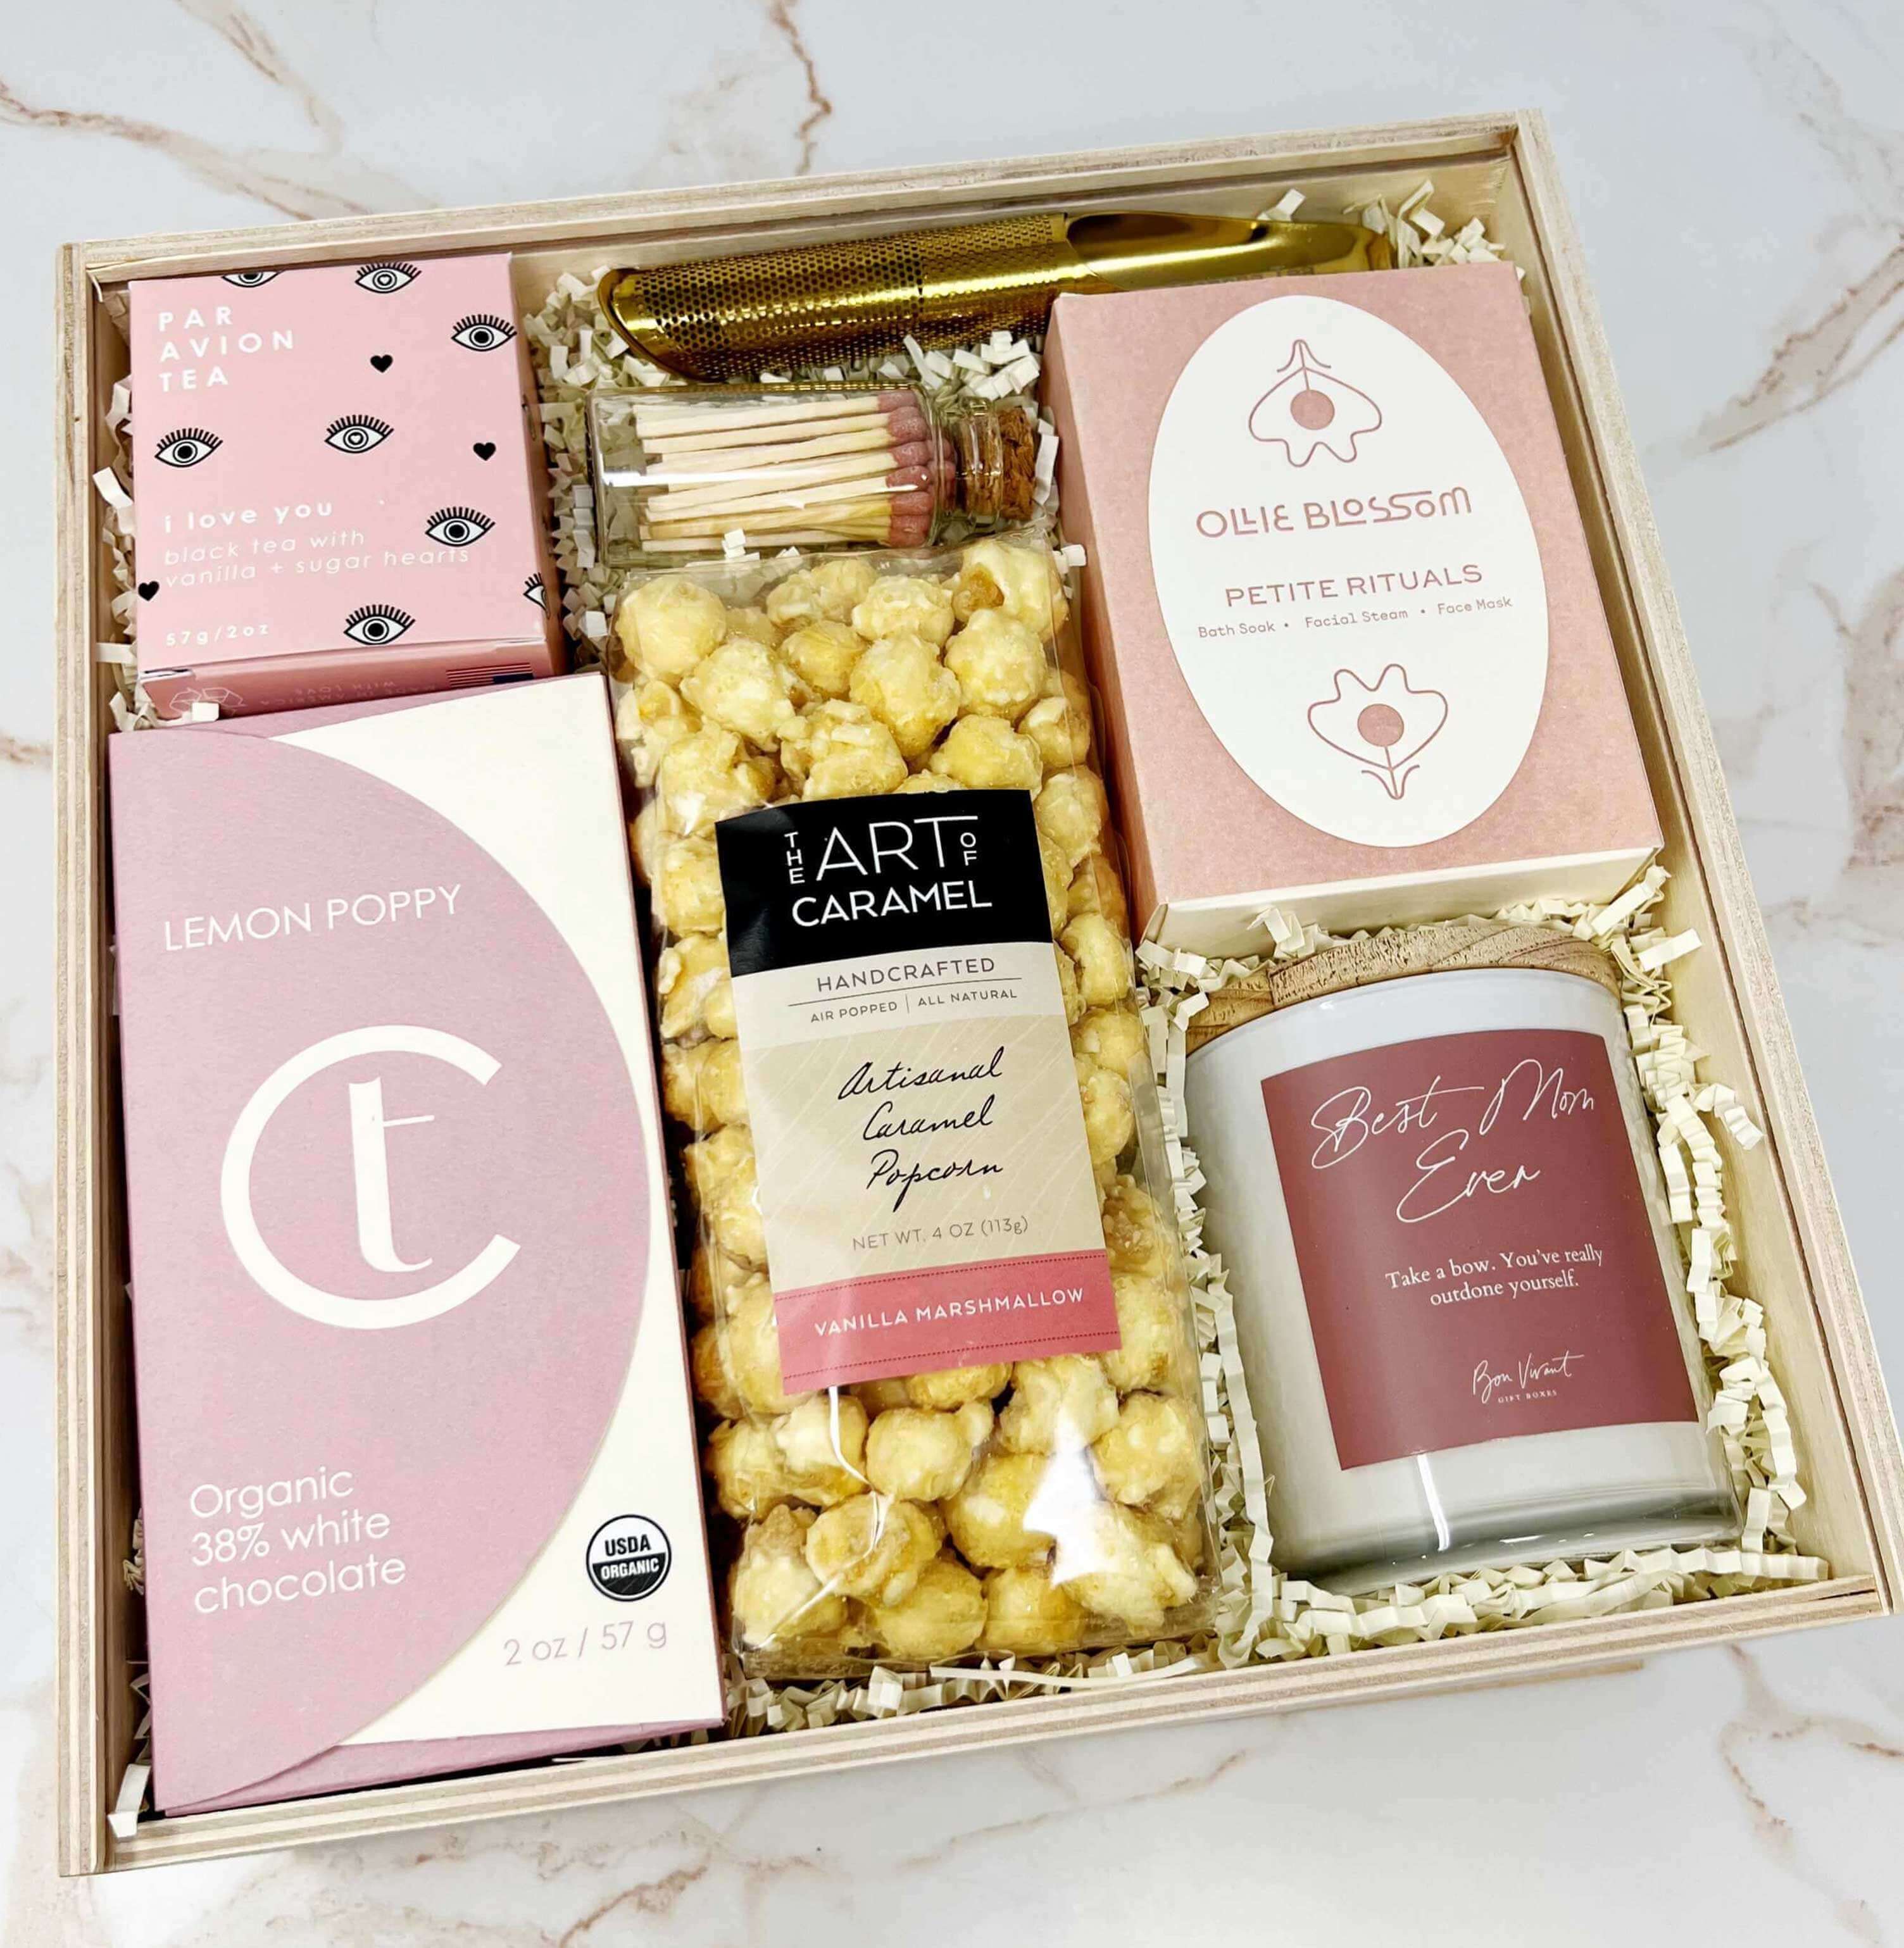 PAR
AVION
TEA
i love you
black tea with
vanilla + sugar hearts
57g/2oz
LEMON POPPY
ct
Organic
38% white
chocolate
USDA
ORGANIC
2 oz / 57 g
THE ART OF
CARAMEL
HANDCRAFTED
AIR POPPED | ALL NATURAL
Artisanal
Caramel
Popcorn
NET WT. 4 OZ (113g)
VANILLA MARSHMALLOW
OLLIE BLOSSOM
PETITE RITUALS
Bath Soak • Facial Steam • Face Mask
Best Mom
Ever
Take a bow. You've really
outdone yourself.
Bon Vivant
GIFT BOXES